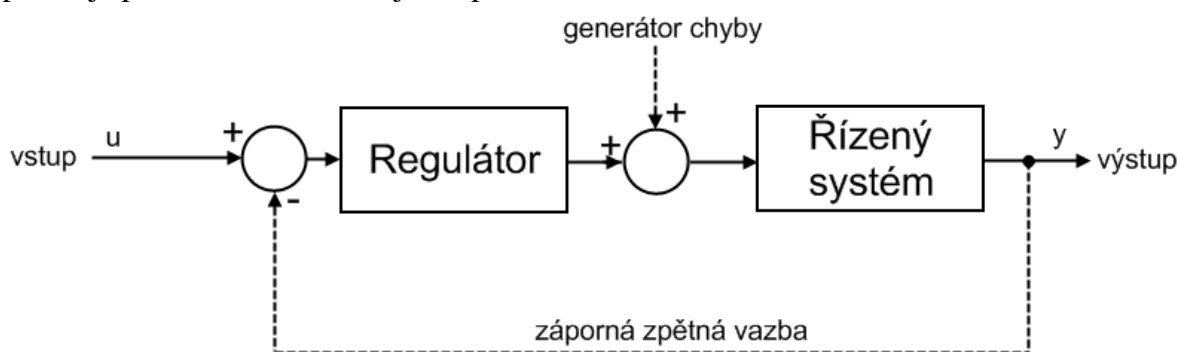 generátor chyby
+
vstup
u
+
Regulátor
+
Řízený
systém
y
výstup
-
záporná zpětná vazba